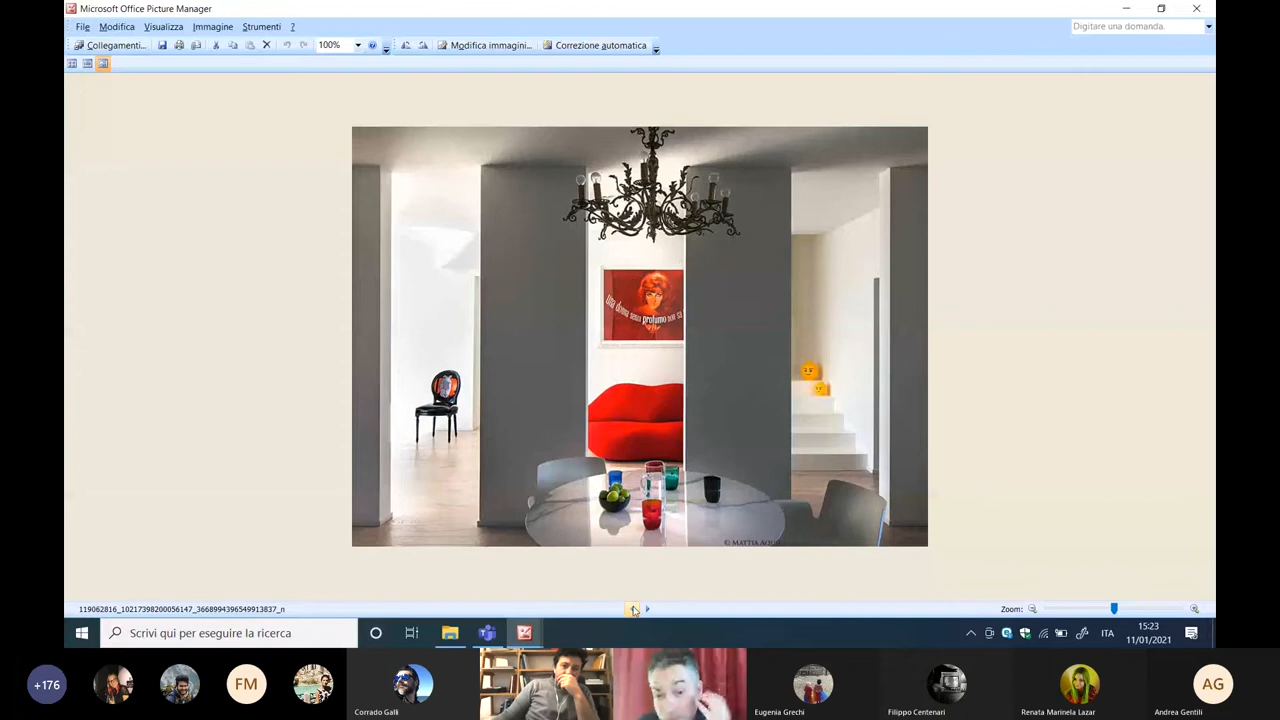 Microsoft Office Picture Manager
File Modifica Visualizza Immagine Strumenti ?
Digitare una domanda.
Collegamenti... 100% Modifica immagini... Correzione automatica
Una donna senza profumo non sa
© MATTIA
119062816_10217398200056147_3668994396549913837_n
Zoom:
Scrivi qui per eseguire la ricerca
ITA
15:23
11/01/2021
+176
FM
Corrado Galli
Eugenia Grechi
Filippo Centenari
Renata Marinela Lazar
AG
Andrea Gentili